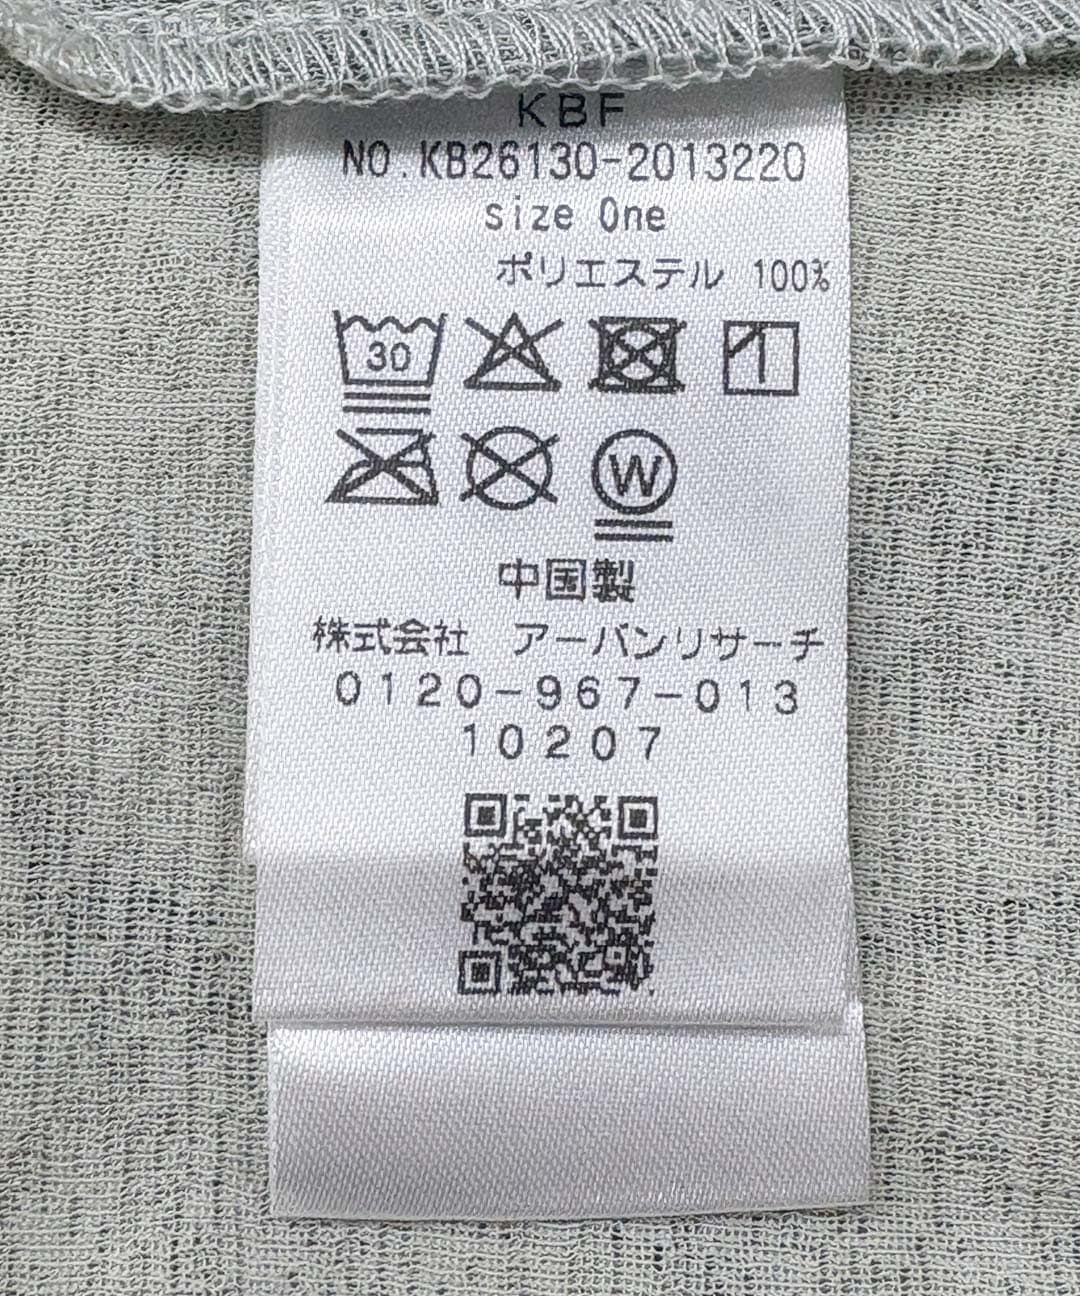 KBF
NO.KB26130-2013220
size One
ポリエステル 100%
30
W
中国製
株式会社 アーバンリサーチ
0120-967-013
10207